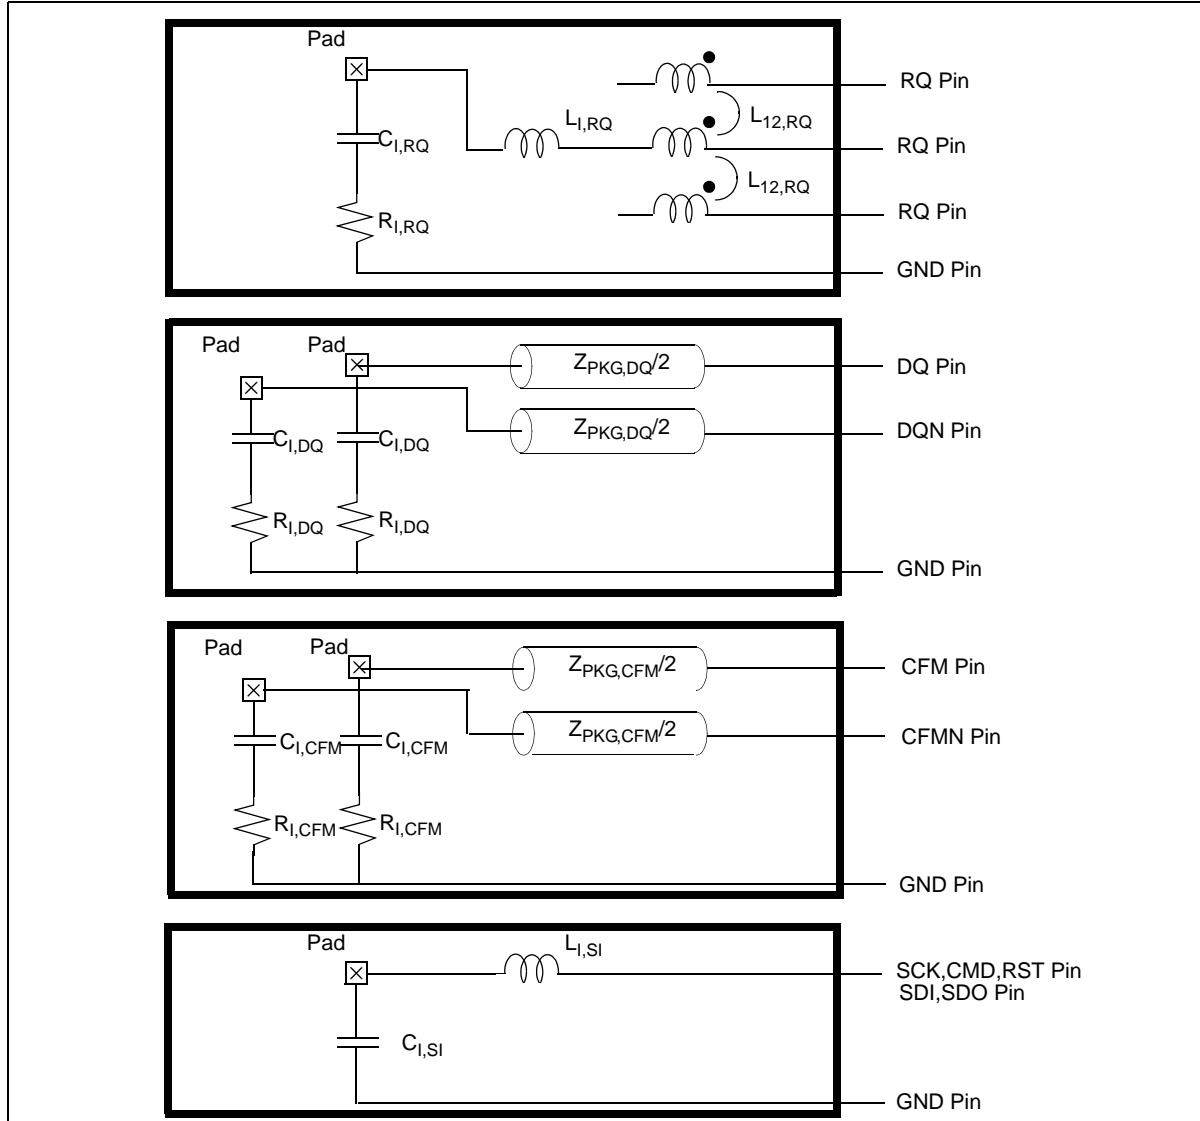 Pad
RQ Pin
L12,RQ
LI,RQ
CI,RQ
RQ Pin
L12,RQ
RI,RQ
RQ Pin
GND Pin
Pad
Pad
ZPKG,DQ/2
DQ Pin
ZPKG,DQ/2
DQN Pin
CI,DQ
CI,DQ
RI,DQ
RI,DQ
GND Pin
Pad
Pad
ZPKG,CFM/2
CFM Pin
ZPKG,CFM/2
CFMN Pin
CI,CFM
CI,CFM
RI,CFM
RI,CFM
GND Pin
Pad
LI,SI
SCK,CMD,RST Pin
SDI,SDO Pin
CI,SI
GND Pin